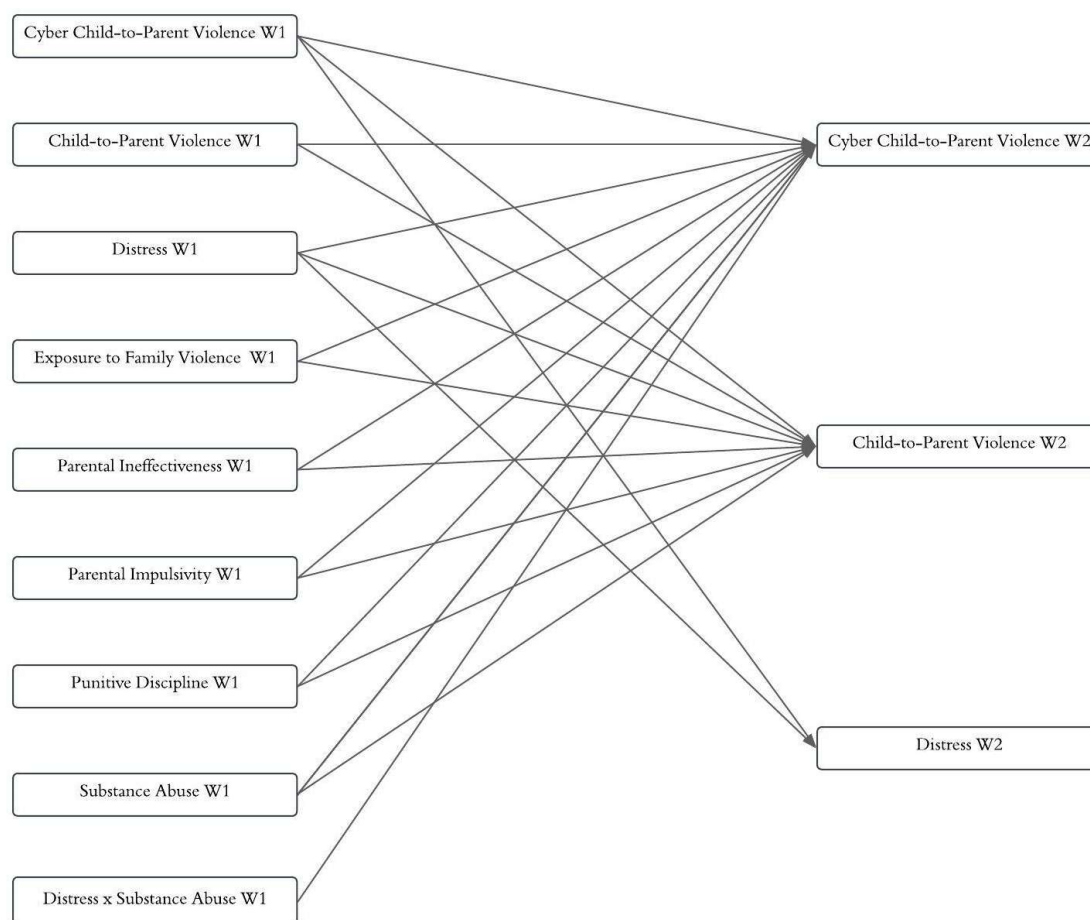 Cyber Child-to-Parent Violence W1
Child-to-Parent Violence W1
Distress W1
Exposure to Family Violence W1
Parental Ineffectiveness W1
Parental Impulsivity W1
Punitive Discipline W1
Substance Abuse W1
Distress x Substance Abuse W1
Cyber Child-to-Parent Violence W2
Child-to-Parent Violence W2
Distress W2